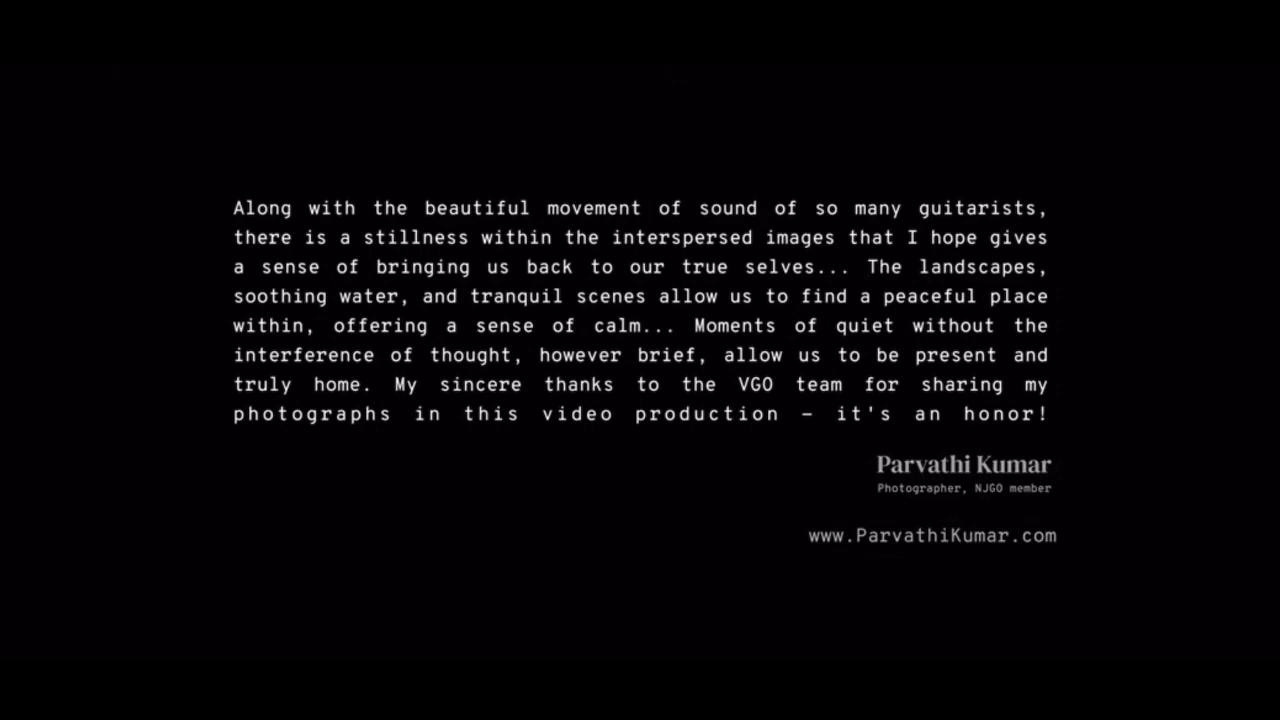 Along with the beautiful movement of sound of so many guitarists,
there is a stillness within the interspersed images that I hope gives
a sense of bringing us back to our true selves... The landscapes,
soothing water, and tranquil scenes allow us to find a peaceful place
within, offering a sense of calm... Moments of quiet without the
interference of thought, however brief, allow us to be present and
truly home. My sincere thanks to the VGO team for sharing my
photographs in this video production – it's an honor!
Parvathi Kumar
Photographer, NJGO member
www.ParvathiKumar.com